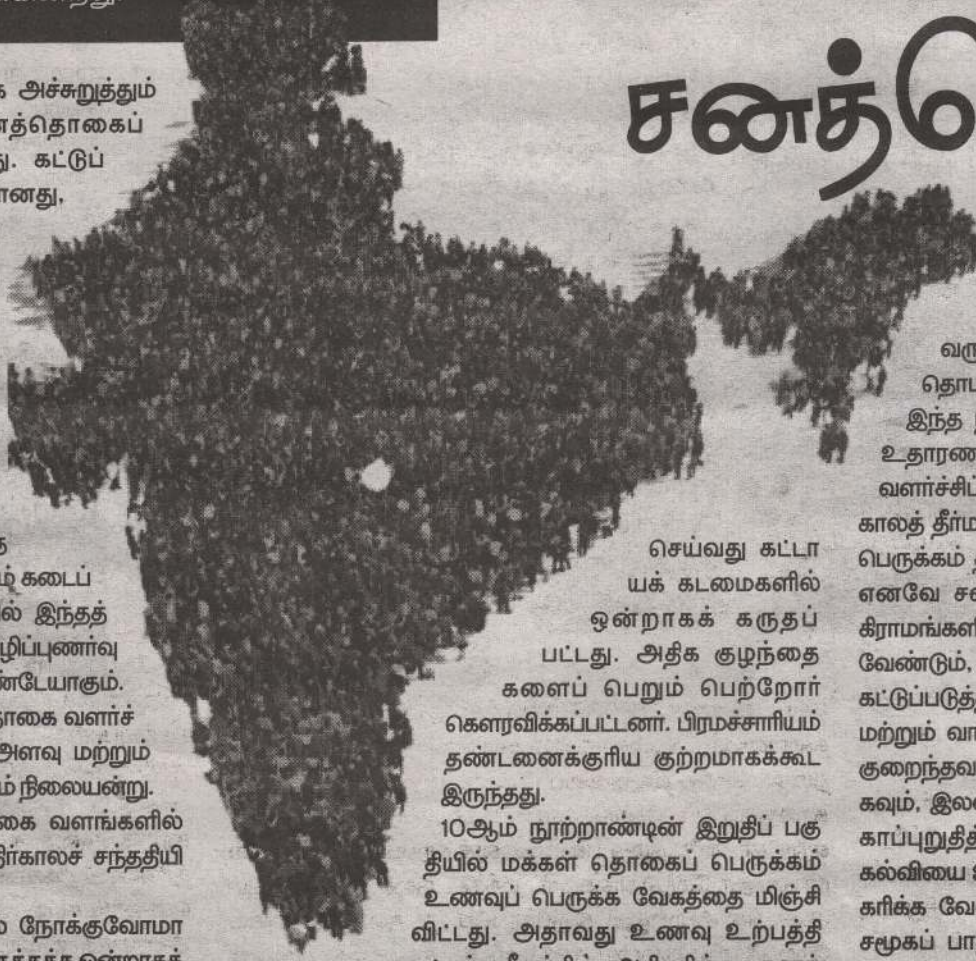 சனத்
அச்சுறுத்தும்
த்தொகைப்
கட்டுப்
னது,
கடைப்
இந்தத்
ழிப்புணர்வு
ண்டேயாகும்.
வளர்ச்
அளவு மற்றும்
நிலையன்று.
கை வளங்களில்
திர்காலச் சந்ததியி
நோக்குவோமா
செய்வது கட்டா
யக் கடமைகளில்
ஒன்றாகக் கருதப்
பட்டது. அதிக குழந்தை
களைப் பெறும் பெற்றோர்
கௌரவிக்கப்பட்டனர். பிரமச்சாரியம்
தண்டனைக்குரிய குற்றமாகக்கூட
இருந்தது.
10ஆம் நூற்றாண்டின் இறுதிப் பகு
தியில் மக்கள் தொகைப் பெருக்கம்
உணவுப் பெருக்க வேகத்தை மிஞ்சி
விட்டது. அதாவது உணவு உற்பத்தி
வரு
தொட
இந்த
உதாரண
வளர்ச்சிப்
காலத் தீர்ம
பெருக்கம்
எனவே சன
கிராமங்களி
வேண்டும்,
கட்டுப்படுத்
மற்றும் வா
குறைந்தவ
கவும், இல
காப்புறுதித்
கல்வியை
கரிக்க வே
சமூகப் பா